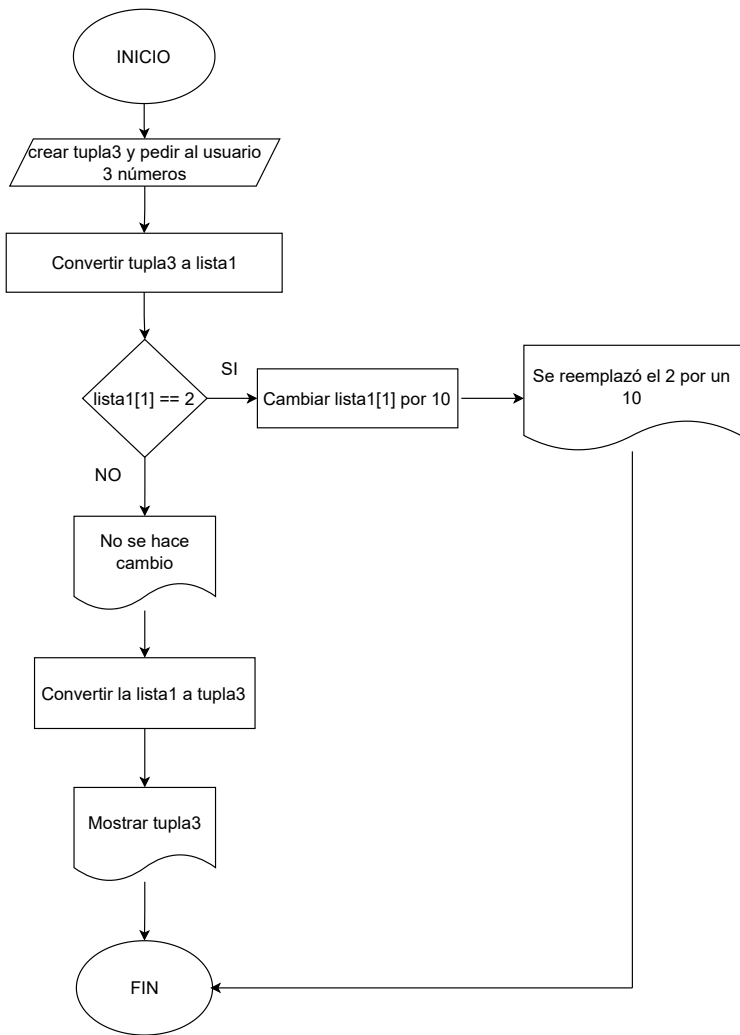 INICIO
crear tupla3 y pedir al usuario
3 números
Convertir tupla3 a lista1
lista1[1] == 2
SI
Cambiar lista1[1] por 10
Se reemplazó el 2 por un
10
NO
No se hace
cambio
Convertir la lista1 a tupla3
Mostrar tupla3
FIN